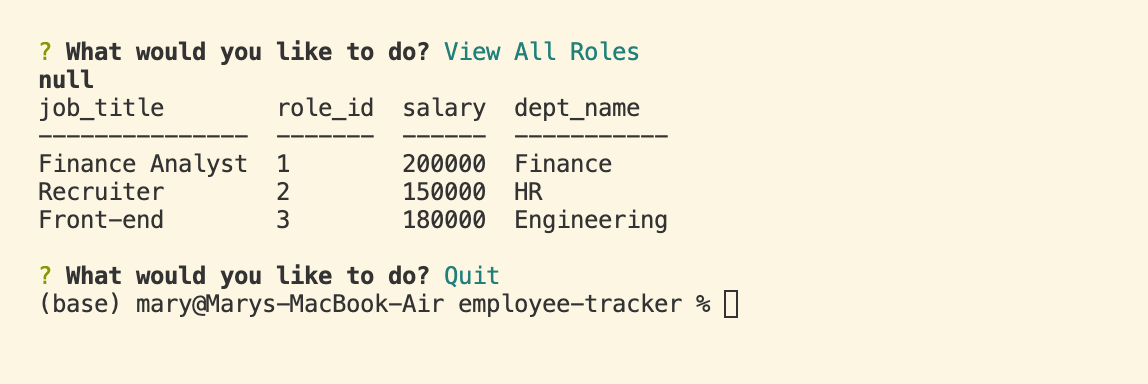 ? What would you like to do? View All Roles
null
job_title        role_id  salary  dept_name
---------------  -------  ------  -----------
Finance Analyst  1        200000  Finance
Recruiter        2        150000  HR
Front-end        3        180000  Engineering
? What would you like to do? Quit
(base) mary@Marys-MacBook-Air employee-tracker %